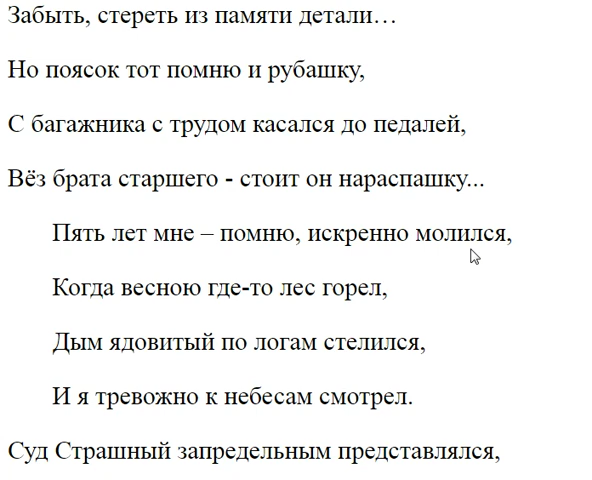 Забыть, стереть из памяти детали…
Но поясок тот помню и рубашку,
С багажника с трудом касался до педалей,
Вёз брата старшего - стоит он нараспашку...
Пять лет мне – помню, искренно молился,
Когда весною где-то лес горел,
Дым ядовитый по логам стелился,
И я тревожно к небесам смотрел.
Суд Страшный запредельным представлялся,